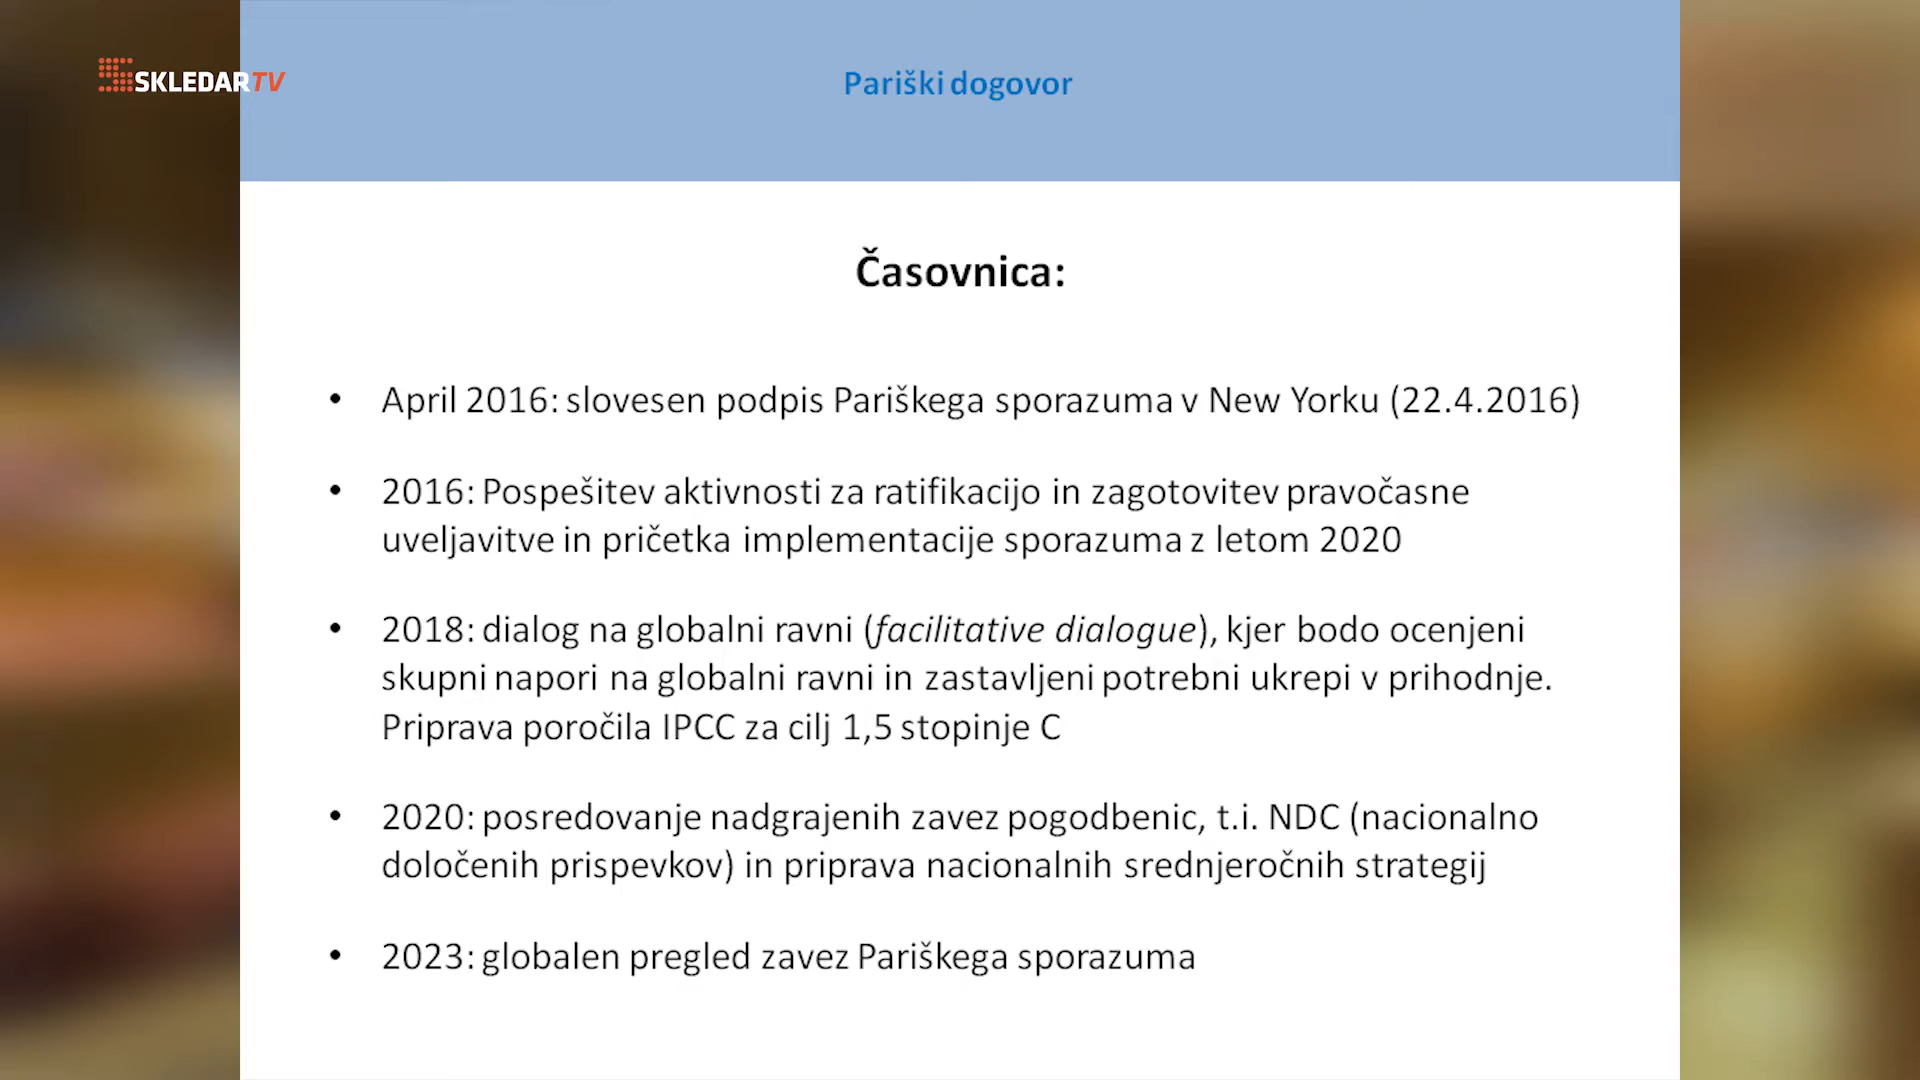 SKLEDAR TV
Pariški dogovor
Časovnica:
• April 2016: slovesen podpis Pariškega sporazuma v New Yorku (22.4.2016)
• 2016: Pospešitev aktivnosti za ratifikacijo in zagotovitev pravočasne
uveljavitve in pričetka implementacije sporazuma z letom 2020
• 2018: dialog na globalni ravni (facilitative dialogue), kjer bodo ocenjeni
skupni napori na globalni ravni in zastavljeni potrebni ukrepi v prihodnje.
Priprava poročila IPCC za cilj 1,5 stopinje C
• 2020: posredovanje nadgrajenih zavez pogodbenic, t.i. NDC (nacionalno
določenih prispevkov) in priprava nacionalnih srednjeročnih strategij
• 2023: globalen pregled zavez Pariškega sporazuma